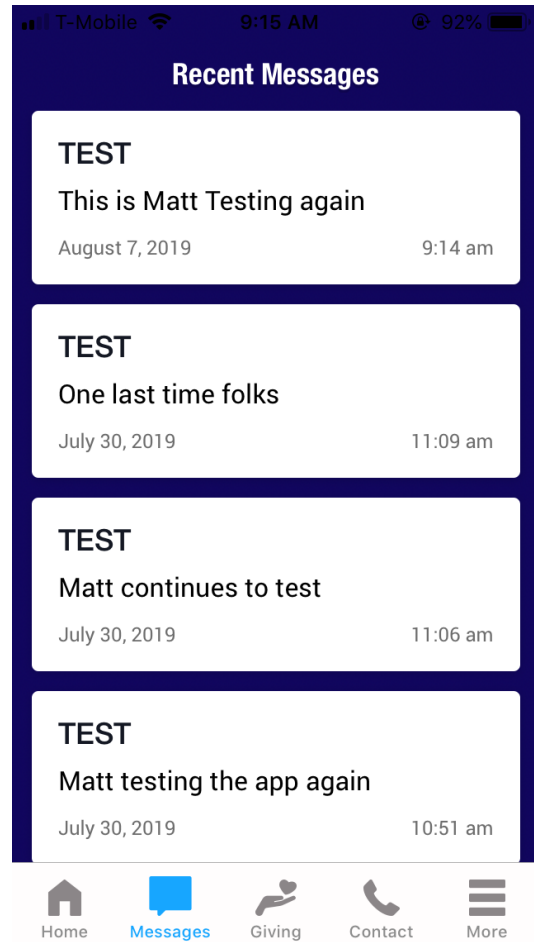 T-Mobile 9:15 AM 92%
Recent Messages
TEST
This is Matt Testing again
August 7, 2019 9:14 am
TEST
One last time folks
July 30, 2019 11:09 am
TEST
Matt continues to test
July 30, 2019 11:06 am
TEST
Matt testing the app again
July 30, 2019 10:51 am
Home Messages Giving Contact More